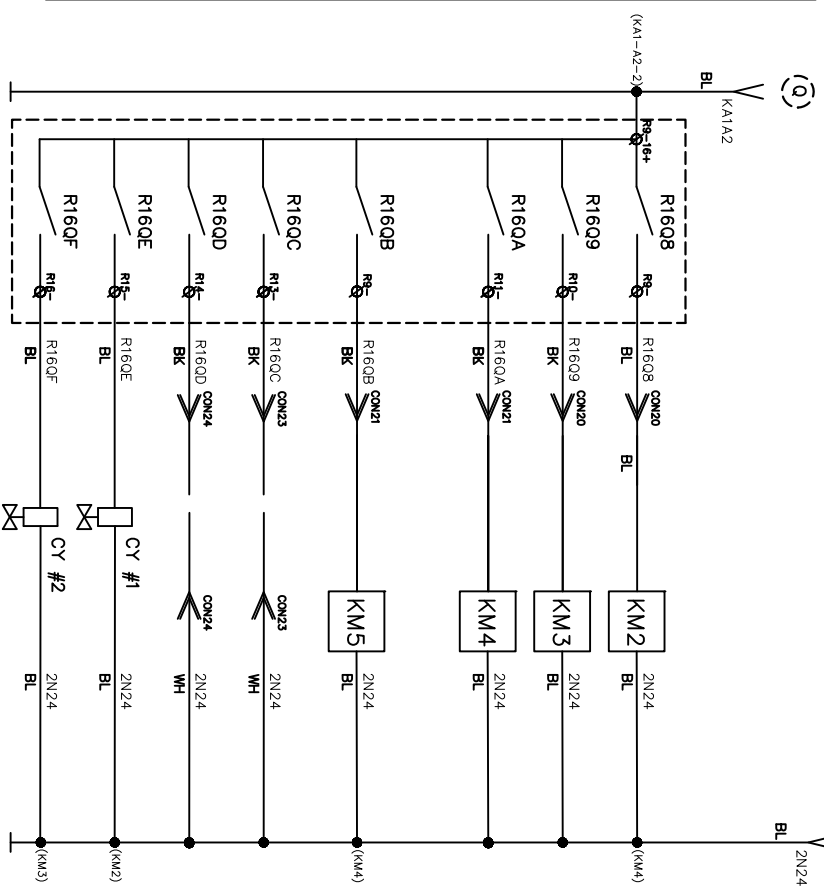 Q
BL
KA1A2
(KA1-A2-2)
R9-16+
R16Q8
R16Q9
R16QA
R16QB
R16QC
R16QD
R16QE
R16QF
R9-
R10-
R11-
R9-
R13-
R14-
R15-
R16-
R16Q8
BL
R16Q9
BK
R16QA
BK
R16QB
BK
R16QC
BK
R16QD
BK
R16QE
BL
R16QF
BL
CON20
CON20
CON21
CON21
CON23
CON24
BL
CY #1
CY #2
KM2
KM3
KM4
KM5
CON23
CON24
2N24
BL
2N24
BL
2N24
BL
2N24
BL
2N24
WH
2N24
WH
2N24
BL
2N24
BL
BL
2N24
(KM4)
(KM4)
(KM2)
(KM3)